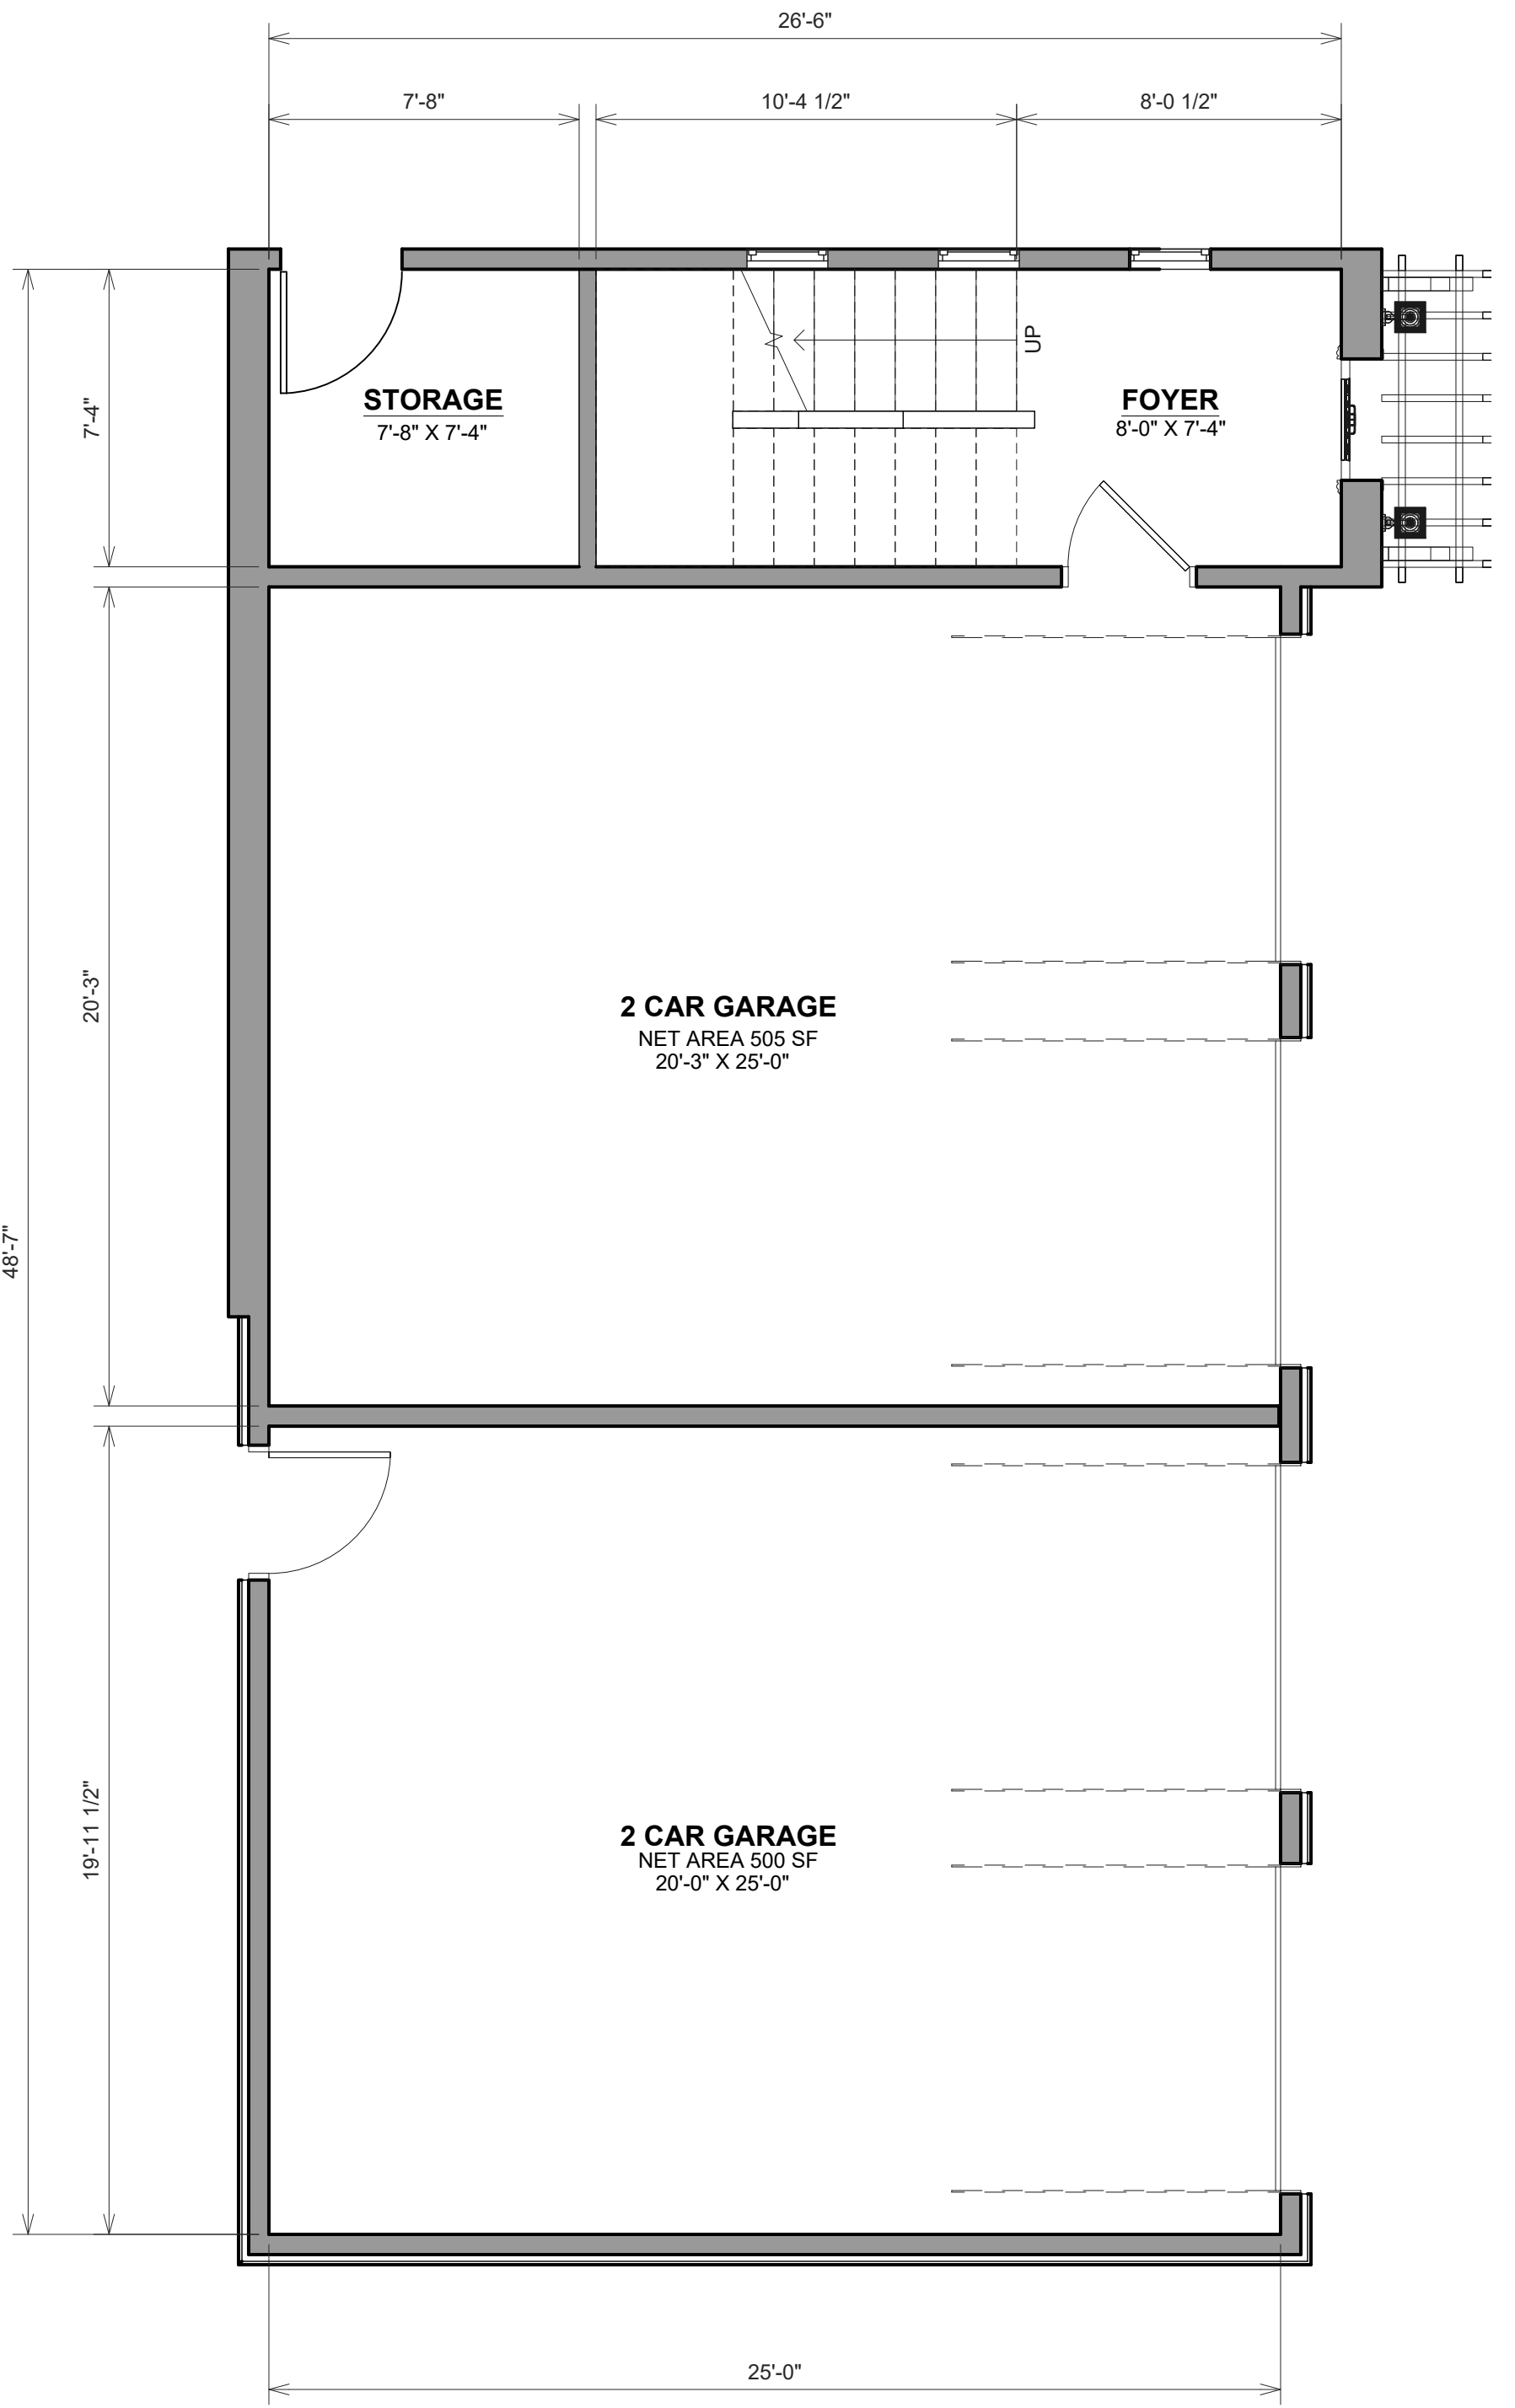 26'-6"
7'-8"
10'-4 1/2"
8'-0 1/2"
UP
STORAGE
7'-8" X 7'-4"
FOYER
8'-0" X 7'-4"
7'-4"
20'-3"
2 CAR GARAGE
NET AREA 505 SF
20'-3" X 25'-0"
48'-7"
19'-11 1/2"
2 CAR GARAGE
NET AREA 500 SF
20'-0" X 25'-0"
25'-0"